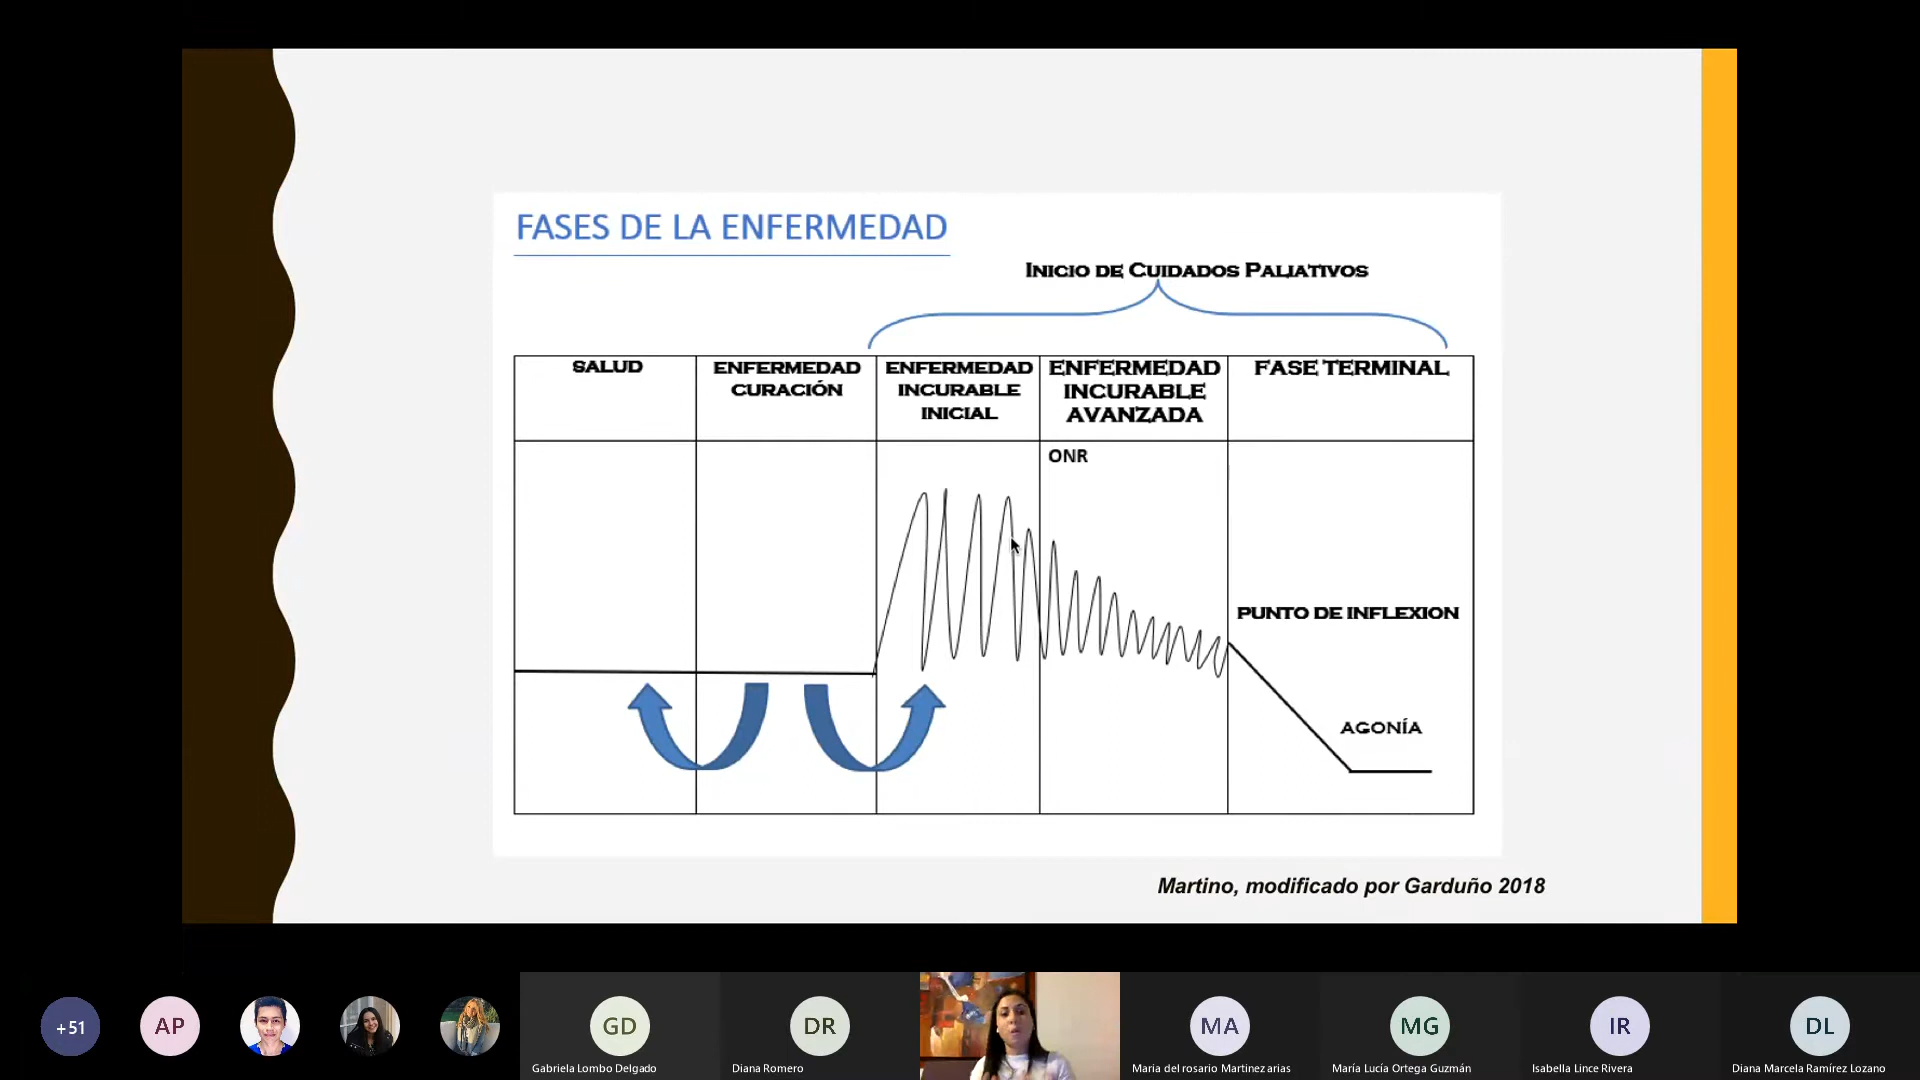 FASES DE LA ENFERMEDAD
INICIO DE CUIDADOS PALIATIVOS
SALUD
ENFERMEDAD
CURACIÓN
ENFERMEDAD
INCURABLE
INICIAL
ENFERMEDAD
INCURABLE
AVANZADA
FASE TERMINAL
ONR
PUNTO DE INFLEXION
AGONÍA
Martino, modificado por Garduño 2018
+51
AP
GD
DR
MA
MG
IR
DL
Gabriela Lombo Delgado
Diana Romero
Maria del rosario Martinez arias
María Lucía Ortega Guzmán
Isabella Lince Rivera
Diana Marcela Ramírez Lozano